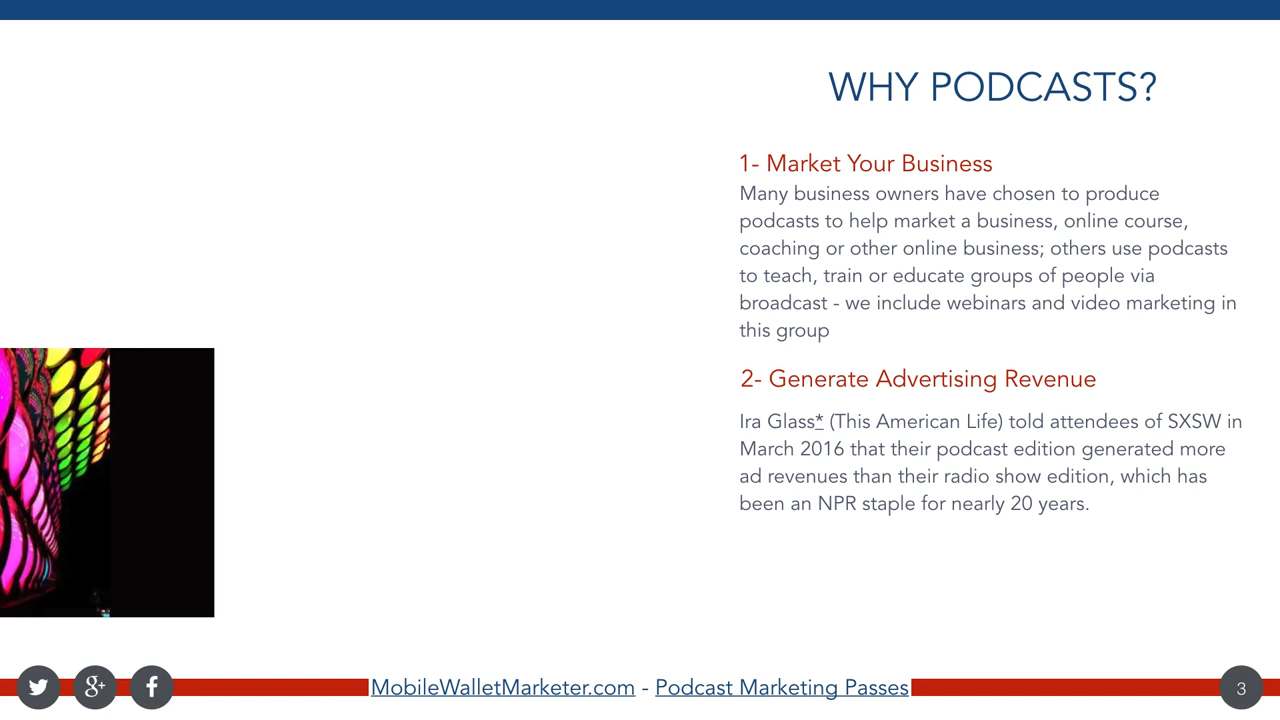 WHY PODCASTS?
1- Market Your Business
Many business owners have chosen to produce
podcasts to help market a business, online course,
coaching or other online business; others use podcasts
to teach, train or educate groups of people via
broadcast - we include webinars and video marketing in
this group
2- Generate Advertising Revenue
Ira Glass* (This American Life) told attendees of SXSW in
March 2016 that their podcast edition generated more
ad revenues than their radio show edition, which has
been an NPR staple for nearly 20 years.
MobileWalletMarketer.com - Podcast Marketing Passes
3